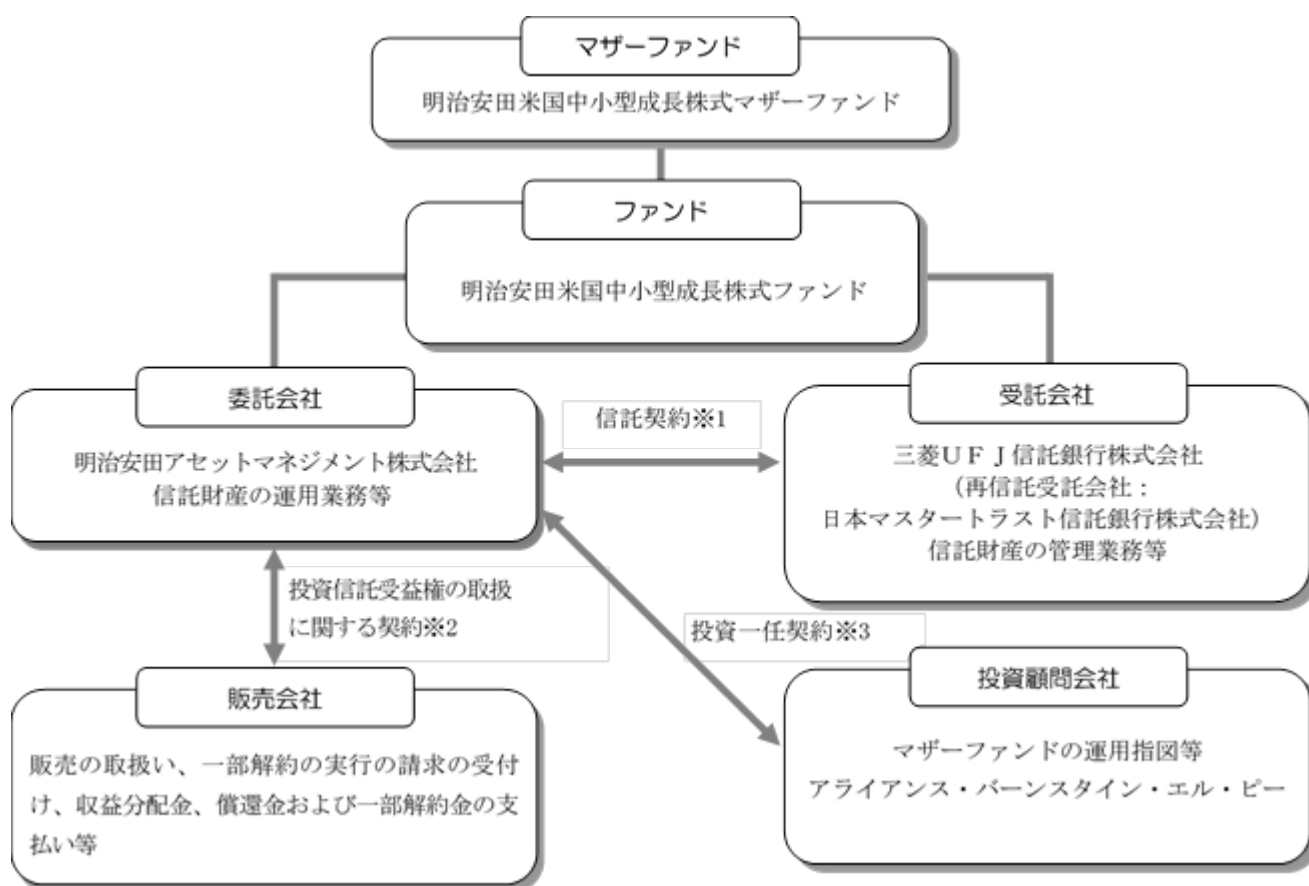 マザーファンド
明治安田米国中小型成長株式マザーファンド
ファンド
明治安田米国中小型成長株式ファンド
委託会社
明治安田アセットマネジメント株式会社
信託財産の運用業務等
信託契約※1
受託会社
三菱UFJ信託銀行株式会社
(再信託受託会社:
日本マスタートラスト信託銀行株式会社)
信託財産の管理業務等
投資信託受益権の取扱
に関する契約※2
投資一任契約※3
販売会社
販売の取扱い、一部解約の実行の請求の受付
け、収益分配金、償還金および一部解約金の支
払い等
投資顧問会社
マザーファンドの運用指図等
アライアンス・バーンスタイン・エル・ピー